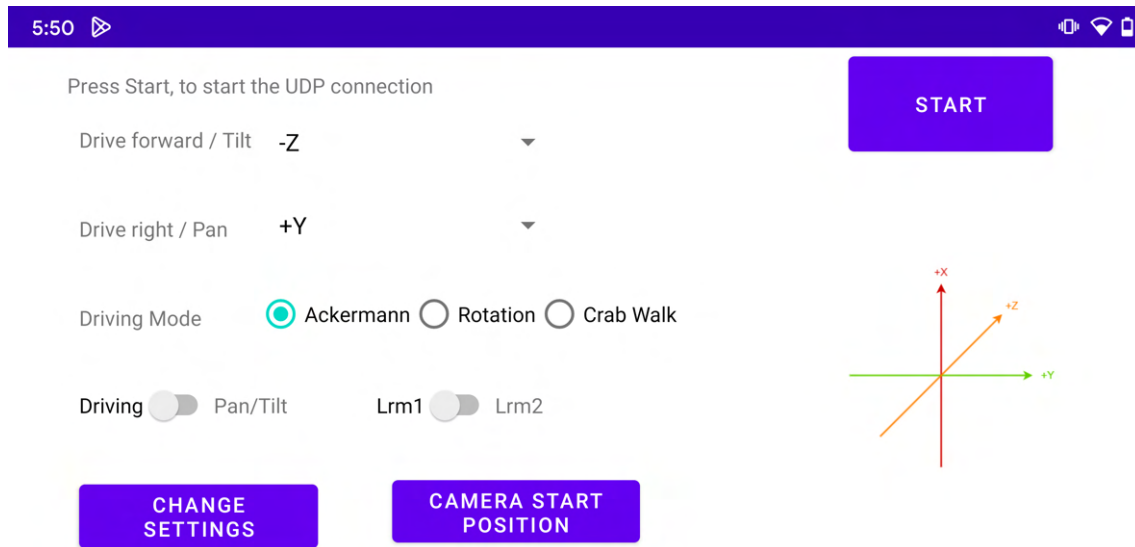 5:50
Press Start, to start the UDP connection
START
Drive forward / Tilt -Z
Drive right / Pan +Y
+X
+Z
+Y
Driving Mode Ackermann Rotation Crab Walk
Driving Pan/Tilt Lrm1 Lrm2
CHANGE
SETTINGS
CAMERA START
POSITION